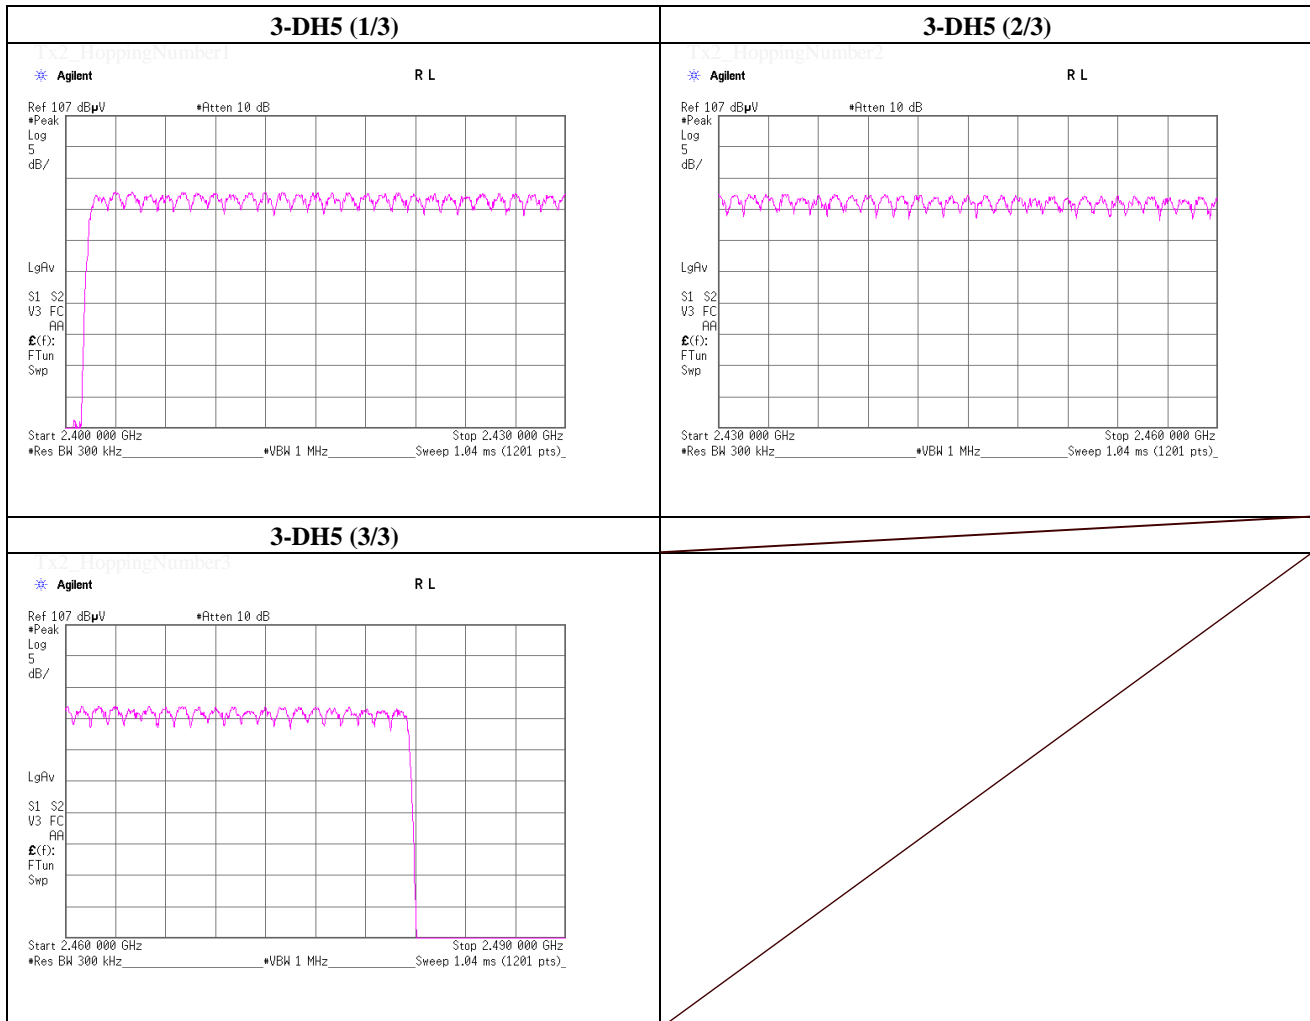 3-DH5 (1/3)
Tx2_HoppingNumber1
Agilent R L
Ref 107 dBµV #Atten 10 dB
#Peak
Log
5
dB/
LgAv
S1 S2
V3 FC
AA
£(f):
FTun
Swp
Start 2.400 000 GHz Stop 2.430 000 GHz
#Res BW 300 kHz #VBW 1 MHz Sweep 1.04 ms (1201 pts)
3-DH5 (2/3)
Tx2_HoppingNumber2
Agilent R L
Ref 107 dBµV #Atten 10 dB
#Peak
Log
5
dB/
LgAv
S1 S2
V3 FC
AA
£(f):
FTun
Swp
Start 2.430 000 GHz Stop 2.460 000 GHz
#Res BW 300 kHz #VBW 1 MHz Sweep 1.04 ms (1201 pts)
3-DH5 (3/3)
Tx2_HoppingNumber3
Agilent R L
Ref 107 dBµV #Atten 10 dB
#Peak
Log
5
dB/
LgAv
S1 S2
V3 FC
AA
£(f):
FTun
Swp
Start 2.460 000 GHz Stop 2.490 000 GHz
#Res BW 300 kHz #VBW 1 MHz Sweep 1.04 ms (1201 pts)